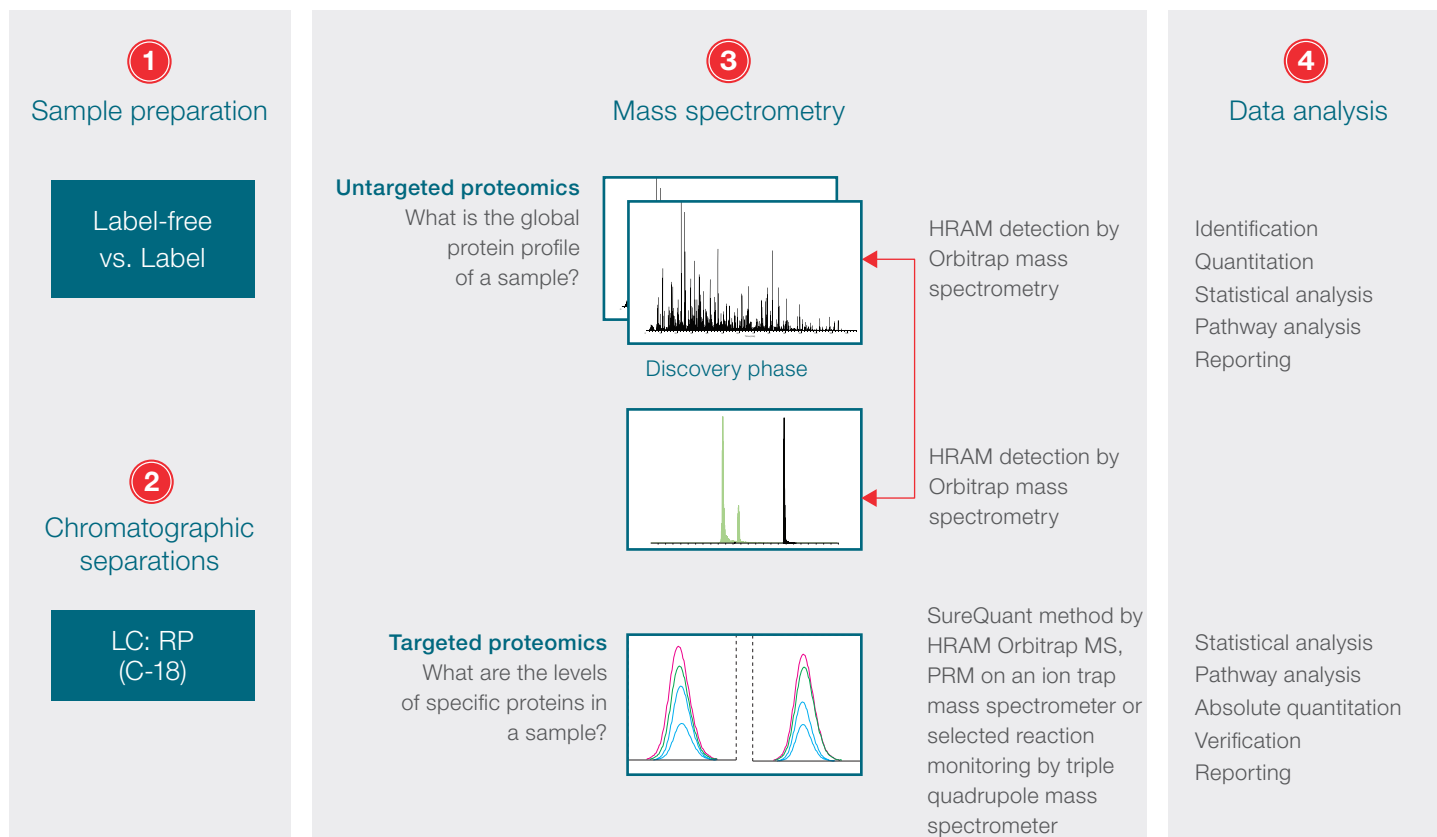 1
Sample preparation
Label-free
vs. Label
2
Chromatographic
separations
LC: RP
(C-18)
3
Mass spectrometry
Untargeted proteomics
What is the global
protein profile
of a sample?
Discovery phase
HRAM detection by
Orbitrap mass
spectrometry
HRAM detection by
Orbitrap mass
spectrometry
Targeted proteomics
What are the levels
of specific proteins in
a sample?
SureQuant method by
HRAM Orbitrap MS,
PRM on an ion trap
mass spectrometer or
selected reaction
monitoring by triple
quadrupole mass
spectrometer
4
Data analysis
Identification
Quantitation
Statistical analysis
Pathway analysis
Reporting
Statistical analysis
Pathway analysis
Absolute quantitation
Verification
Reporting